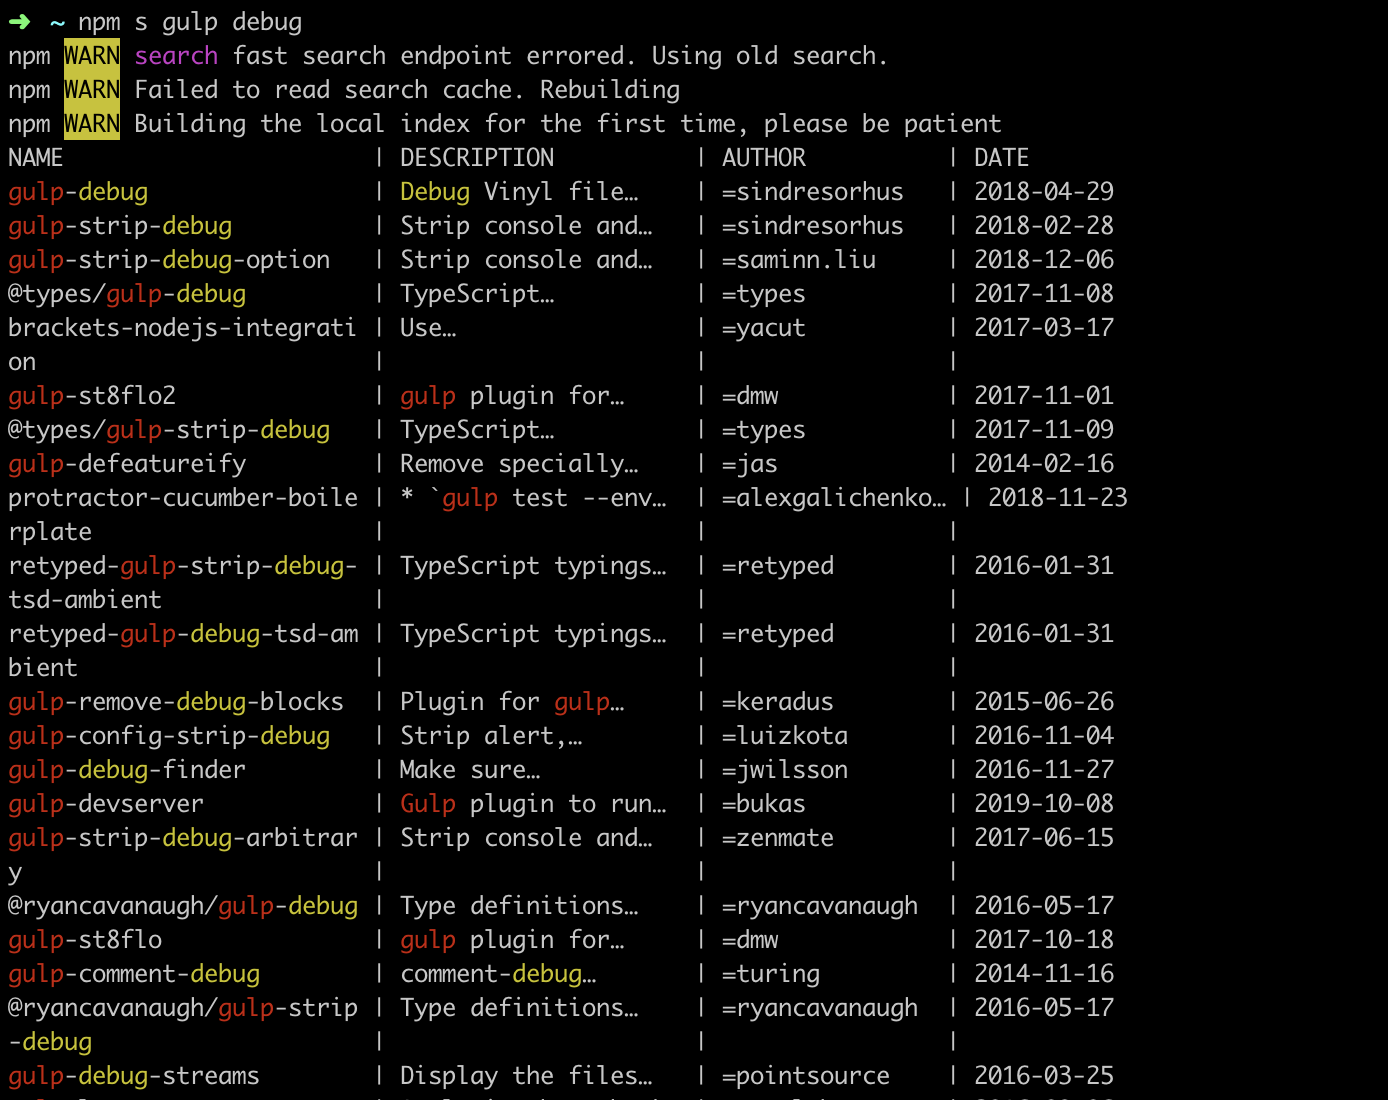 ➜ ~ npm s gulp debug
npm WARN search fast search endpoint errored. Using old search.
npm WARN Failed to read search cache. Rebuilding
npm WARN Building the local index for the first time, please be patient
NAME | DESCRIPTION | AUTHOR | DATE
gulp-debug | Debug Vinyl file… | =sindresorhus | 2018-04-29
gulp-strip-debug | Strip console and… | =sindresorhus | 2018-02-28
gulp-strip-debug-option | Strip console and… | =saminn.liu | 2018-12-06
@types/gulp-debug | TypeScript… | =types | 2017-11-08
brackets-nodejs-integrati | Use… | =yacut | 2017-03-17
on | | |
gulp-st8flo2 | gulp plugin for… | =dmw | 2017-11-01
@types/gulp-strip-debug | TypeScript… | =types | 2017-11-09
gulp-defeatureify | Remove specially… | =jas | 2014-02-16
protractor-cucumber-boile | * `gulp test --env… | =alexgalichenko… | 2018-11-23
rplate | | |
retyped-gulp-strip-debug- | TypeScript typings… | =retyped | 2016-01-31
tsd-ambient | | |
retyped-gulp-debug-tsd-am | TypeScript typings… | =retyped | 2016-01-31
bient | | |
gulp-remove-debug-blocks | Plugin for gulp… | =keradus | 2015-06-26
gulp-config-strip-debug | Strip alert,… | =luizkota | 2016-11-04
gulp-debug-finder | Make sure… | =jwilsson | 2016-11-27
gulp-devserver | Gulp plugin to run… | =bukas | 2019-10-08
gulp-strip-debug-arbitrar | Strip console and… | =zenmate | 2017-06-15
y | | |
@ryancavanaugh/gulp-debug | Type definitions… | =ryancavanaugh | 2016-05-17
gulp-st8flo | gulp plugin for… | =dmw | 2017-10-18
gulp-comment-debug | comment-debug… | =turing | 2014-11-16
@ryancavanaugh/gulp-strip | Type definitions… | =ryancavanaugh | 2016-05-17
-debug | | |
gulp-debug-streams | Display the files… | =pointsource | 2016-03-25